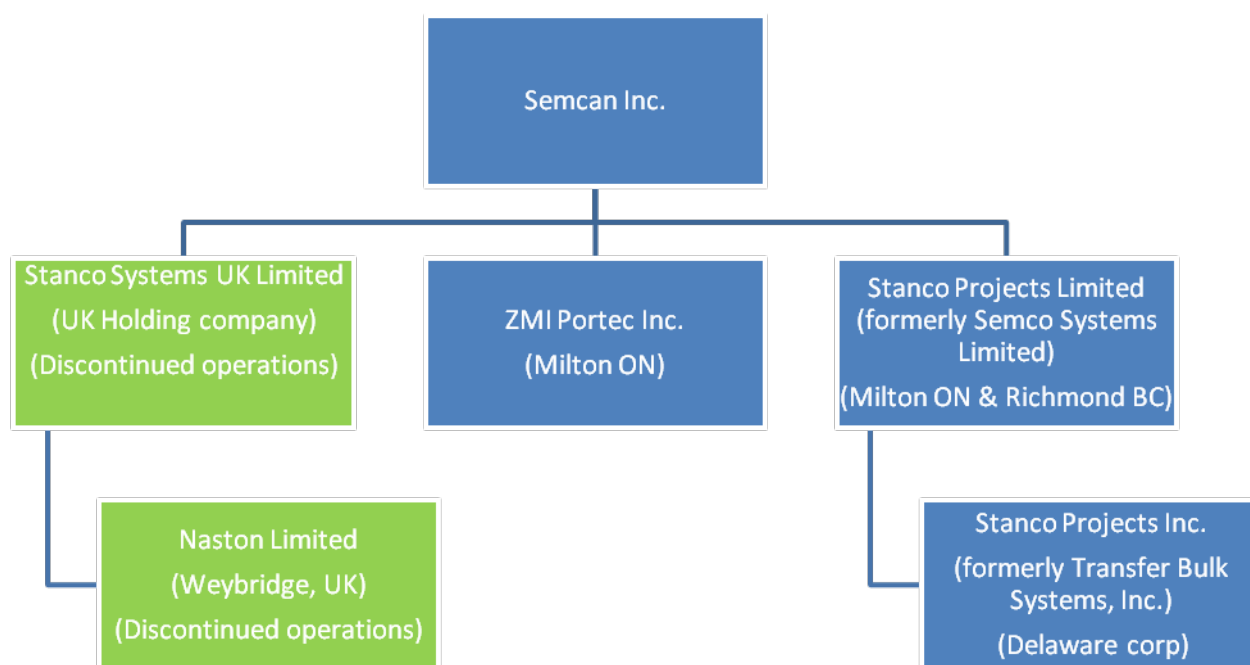 Semcan Inc.
Stanco Systems UK Limited
(UK Holding company)
(Discontinued operations)
ZMI Portec Inc.
(Milton ON)
Stanco Projects Limited
(formerly Semco Systems
Limited)
(Milton ON & Richmond BC)
Naston Limited
(Weybridge, UK)
(Discontinued operations)
Stanco Projects Inc.
(formerly Transfer Bulk
Systems, Inc.)
(Delaware corp)